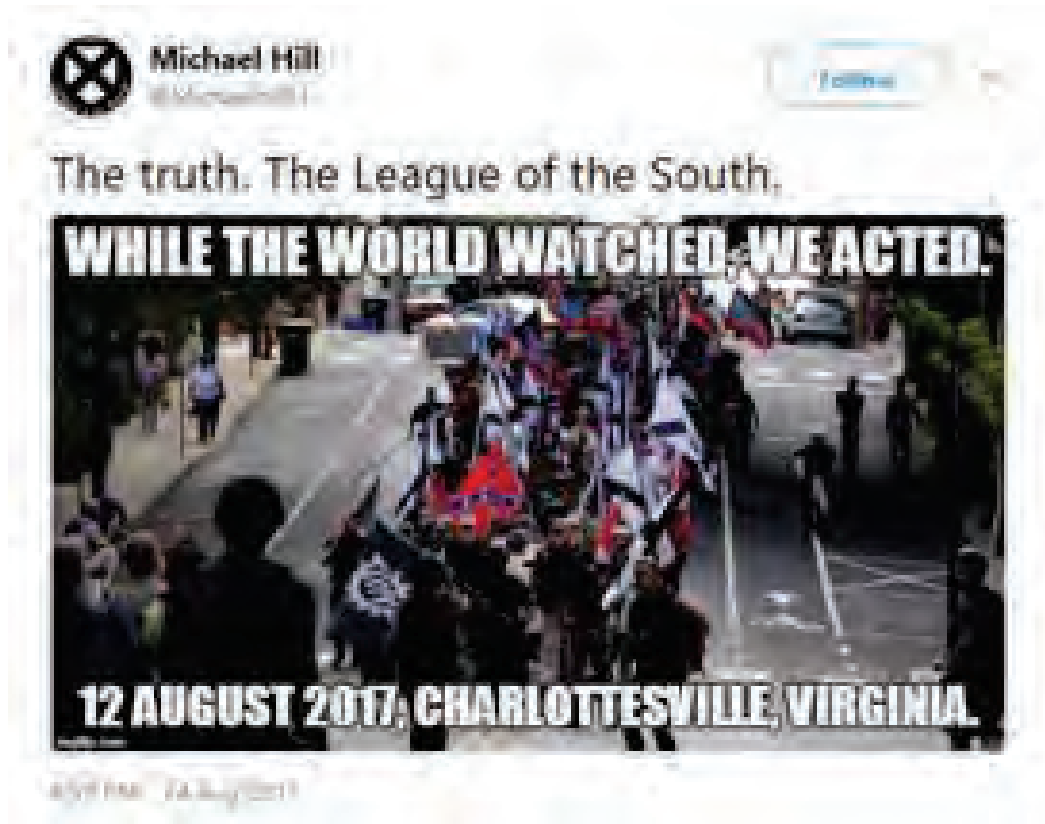 Michael Hill
Follow
The truth. The League of the South.
WHILE THE WORLD WATCHED, WE ACTED.
12 AUGUST 2017, CHARLOTTESVILLE, VIRGINIA.